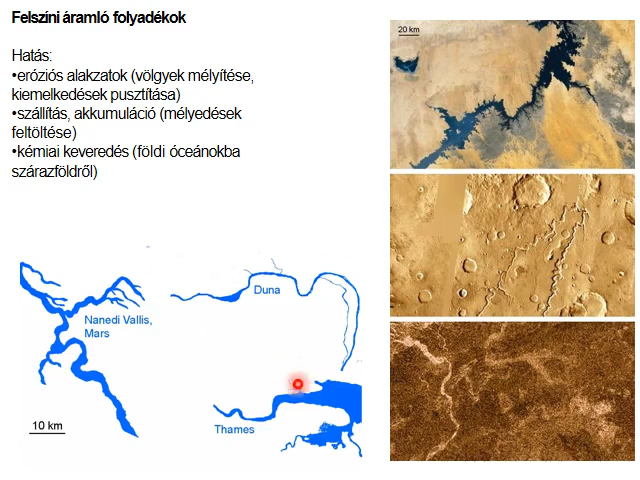 Felszíni áramló folyadékok
Hatás:
•eróziós alakzatok (völgyek mélyítése,
kiemelkedések pusztítása)
•szállítás, akkumuláció (mélyedések
feltöltése)
•kémiai keveredés (földi óceánokba
szárazföldről)
20 km
Duna
Nanedi Vallis,
Mars
Thames
10 km